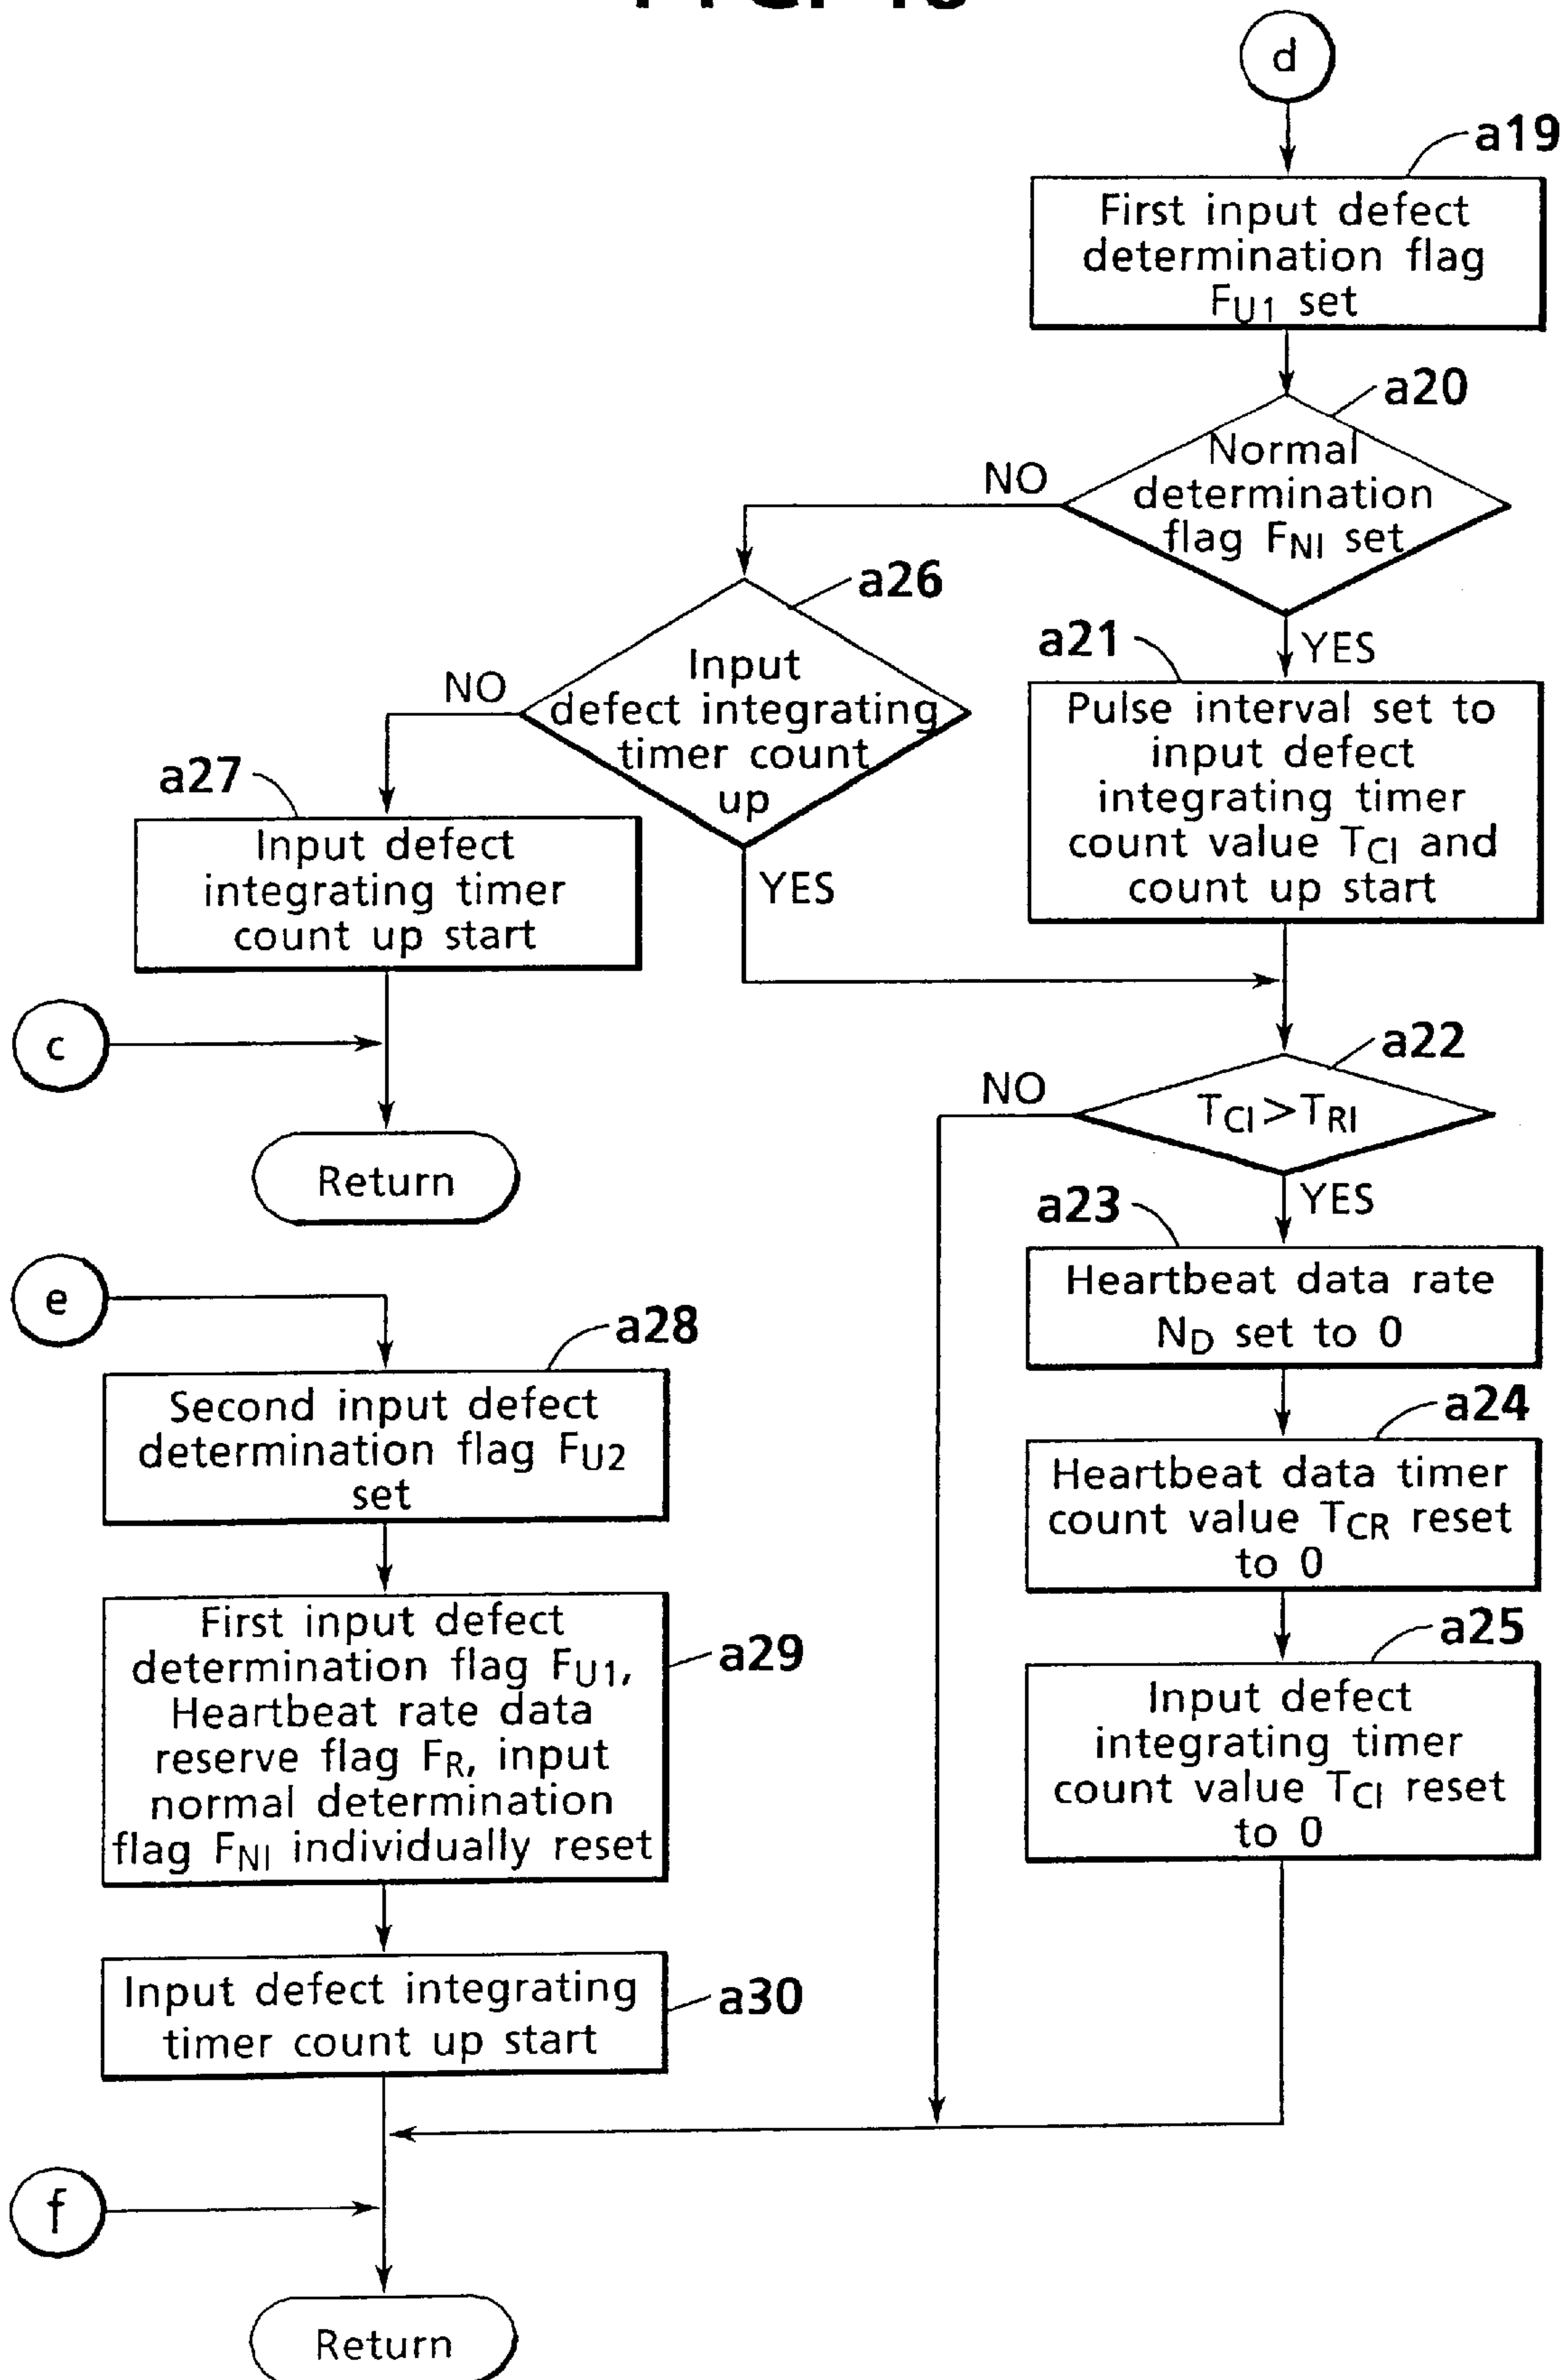 d
a19
First input defect
determination flag
FU1 set
a20
Normal
determination
flag FNI set
NO
YES
a26
Input
defect integrating
timer count
up
NO
YES
a21
Pulse interval set to
input defect
integrating timer
count value TCI and
count up start
a27
Input defect
integrating timer
count up start
c
Return
a22
TCI>TRI
NO
YES
a23
Heartbeat data rate
ND set to 0
a24
Heartbeat data timer
count value TCR reset
to 0
a25
Input defect
integrating timer
count value TCI reset
to 0
e
a28
Second input defect
determination flag FU2
set
a29
First input defect
determination flag FU1,
Heartbeat rate data
reserve flag FR, input
normal determination
flag FNI individually reset
a30
Input defect integrating
timer count up start
f
Return